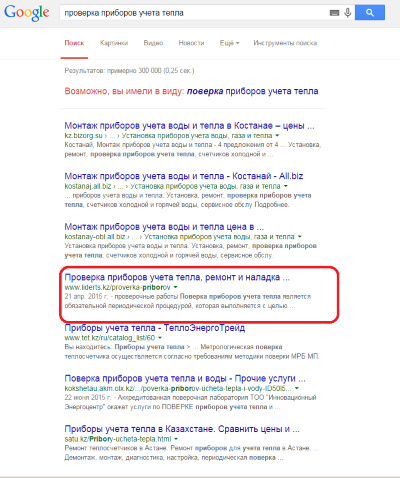 Google
проверка приборов учета тепла
Поиск Картинки Видео Новости Ещё Инструменты поиска
Результатов: примерно 300 000 (0,25 сек.)
Возможно, вы имели в виду: поверка приборов учета тепла
Монтаж приборов учета воды и тепла в Костанае – цены ...
kz.bizorg.su › ... › Установка приборов учета воды, газа и тепла
Костанай, Монтаж приборов учета воды и тепла - 4 предложения от 4 ... Установка,
ремонт, проверка приборов учета тепла, счетчиков холодной и ...
Монтаж приборов учета воды и тепла - Костанай - All.biz
kostanaj.all.biz › ... › Установка приборов учета воды, газа и тепла
... приборов учета воды и тепла. Установка, ремонт, проверка приборов учета
тепла, счетчиков холодной и горячей воды, сервисное обслу Подробнее.
Монтаж приборов учета воды и тепла цена в ...
kostanay-obl.all.biz › ... › Установка приборов учета воды, газа и тепла
приборов учета воды и тепла. Установка, ремонт, проверка приборов учета
тепла, счетчиков холодной и горячей воды, сервисное обслу.
Проверка приборов учета тепла, ремонт и наладка ...
www.liderts.kz/proverka-priborov
21 апр. 2015 г. - проверочные работы Поверка приборов учета тепла является
обязательной периодической процедурой, которая выполняется с целью ...
Приборы учета тепла - ТеплоЭнергоТрейд
www.tet.kz/ru/catalog_list/60
Вы находитесь: Приборы учета тепла > ... Метрологическая поверка
теплосчетчика осуществляется согласно требованиям методики поверки МРБ МП.
Поверка приборов учета тепла и воды - Прочие услуги ...
kokshetau.akm.olx.kz/.../poverka-priborov-ucheta-tepla-i-vody-ID50l5...
22 июня 2015 г. - Аккредитованная поверочная лаборатория ТОО "Инновационный
Энергоцентр" окажет услуги по ПОВЕРКЕ приборов учета тепла и ...
Приборы учета тепла в Казахстане. Сравнить цены и ...
satu.kz/Pribory-ucheta-tepla.html
Ремонт теплосчетчиков в Астане. Ремонт приборов для учета тепла в Астане. ...
Демонтаж, монтаж, диагностика, настройка, периодическая поверка ...